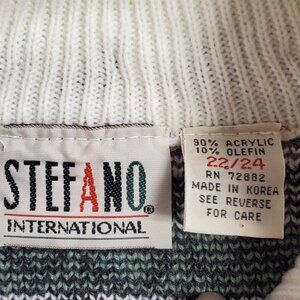 STEFANO
INTERNATIONAL
90% ACRYLIC
10% OLEFIN
22/24
RN 72882
MADE IN KOREA
SEE REVERSE
FOR CARE